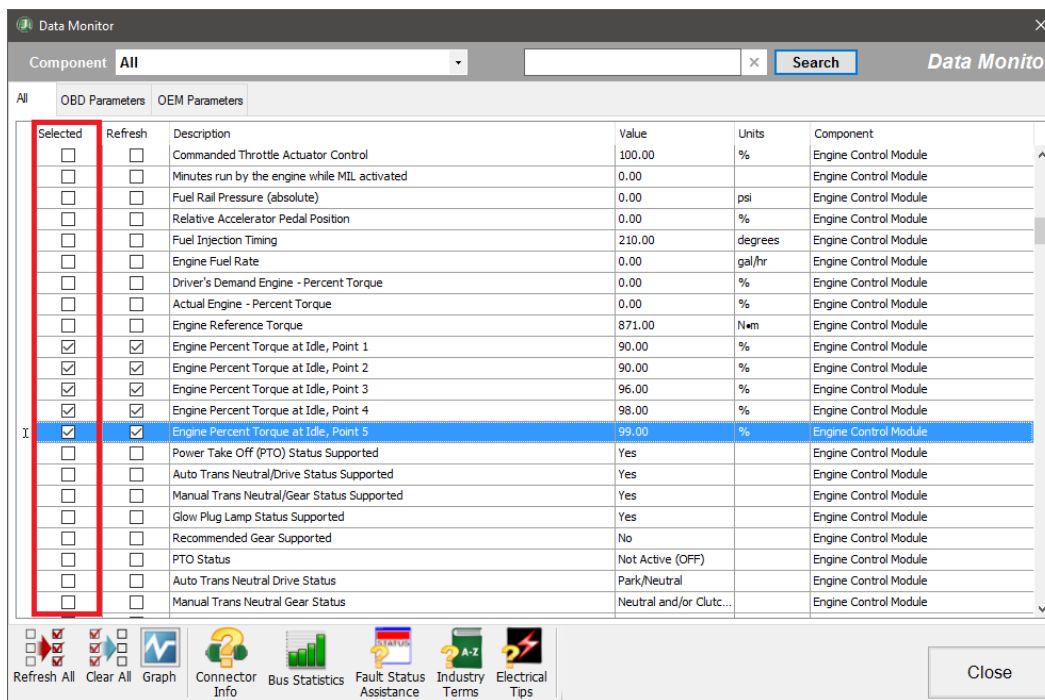 Data Monitor
Component All Search Data Monito
All OBD Parameters OEM Parameters
Selected Refresh Description Value Units Component
Commanded Throttle Actuator Control 100.00 % Engine Control Module
Minutes run by the engine while MIL activated 0.00 Engine Control Module
Fuel Rail Pressure (absolute) 0.00 psi Engine Control Module
Relative Accelerator Pedal Position 0.00 % Engine Control Module
Fuel Injection Timing 210.00 degrees Engine Control Module
Engine Fuel Rate 0.00 gal/hr Engine Control Module
Driver's Demand Engine - Percent Torque 0.00 % Engine Control Module
Actual Engine - Percent Torque 0.00 % Engine Control Module
Engine Reference Torque 871.00 N•m Engine Control Module
Engine Percent Torque at Idle, Point 1 90.00 % Engine Control Module
Engine Percent Torque at Idle, Point 2 90.00 % Engine Control Module
Engine Percent Torque at Idle, Point 3 96.00 % Engine Control Module
Engine Percent Torque at Idle, Point 4 98.00 % Engine Control Module
Engine Percent Torque at Idle, Point 5 99.00 % Engine Control Module
Power Take Off (PTO) Status Supported Yes Engine Control Module
Auto Trans Neutral/Drive Status Supported Yes Engine Control Module
Manual Trans Neutral/Gear Status Supported Yes Engine Control Module
Glow Plug Lamp Status Supported Yes Engine Control Module
Recommended Gear Supported No Engine Control Module
PTO Status Not Active (OFF) Engine Control Module
Auto Trans Neutral Drive Status Park/Neutral Engine Control Module
Manual Trans Neutral Gear Status Neutral and/or Clutc... Engine Control Module
STATUS A-Z
Refresh All Clear All Graph Connector Info Bus Statistics Fault Status Assistance Industry Terms Electrical Tips Close